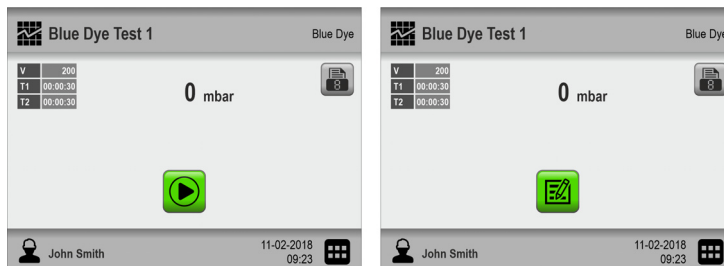 Blue Dye Test 1 Blue Dye
V 200
T1 00:00:30
T2 00:00:30
0 mbar
8
John Smith
11-02-2018
09:23
Blue Dye Test 1 Blue Dye
V 200
T1 00:00:30
T2 00:00:30
0 mbar
8
John Smith
11-02-2018
09:23